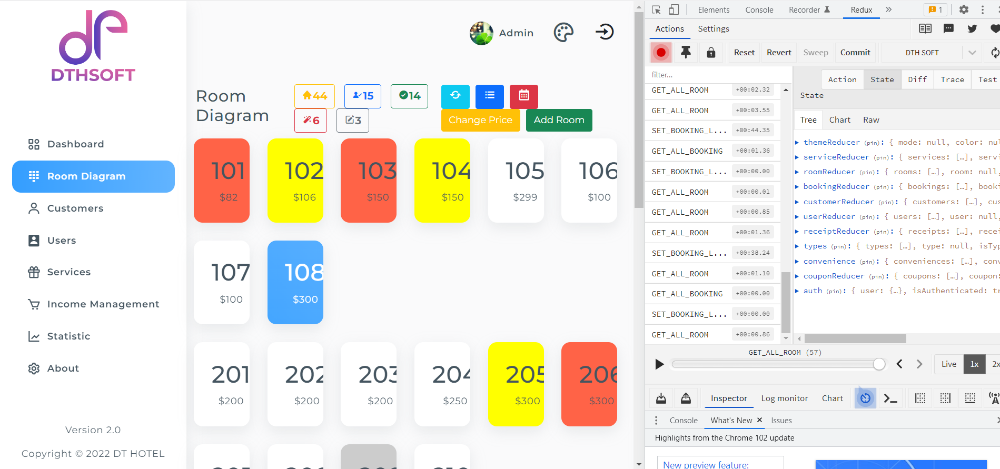 DTHSOFT
Dashboard
Room Diagram
Customers
Users
Services
Income Management
Statistic
About
Version 2.0
Copyright © 2022 DT HOTEL
Admin
Room Diagram
44
15
14
6
3
Change Price
Add Room
101
$82
102
$106
103
$150
104
$150
105
$299
106
$100
107
$100
108
$300
201
$200
202
$200
203
$200
204
$250
205
$300
206
$300
Elements
Console
Recorder
Redux
1
Actions
Settings
Reset
Revert
Sweep
Commit
DTH SOFT
filter...
GET_ALL_ROOM +00:02.32
GET_ALL_ROOM +00:03.55
SET_BOOKING_L... +00:44.35
GET_ALL_BOOKING +00:01.36
SET_BOOKING_L... +00:00.00
GET_ALL_ROOM +00:00.01
GET_ALL_ROOM +00:00.85
GET_ALL_ROOM +00:01.36
SET_BOOKING_L... +00:38.24
GET_ALL_ROOM +00:01.10
GET_ALL_BOOKING +00:00.00
SET_BOOKING_L... +00:00.00
GET_ALL_ROOM +00:00.86
Action
State
Diff
Trace
Test
State
Tree
Chart
Raw
themeReducer (pin): { mode: null, color: nul
serviceReducer (pin): { services: […], servi
roomReducer (pin): { rooms: […], room: null,
bookingReducer (pin): { bookings: […], booki
customerReducer (pin): { customers: […], cus
userReducer (pin): { users: […], user: null,
receiptReducer (pin): { receipts: […], recei
types (pin): { types: […], type: null, isTyp
convenience (pin): { conveniences: […], conv
couponReducer (pin): { coupons: […], coupon:
auth (pin): { user: {…}, isAuthenticated: tr
GET_ALL_ROOM (57)
Live
1x
2x
Inspector
Log monitor
Chart
Console
What's New
Issues
Highlights from the Chrome 102 update
New preview feature: